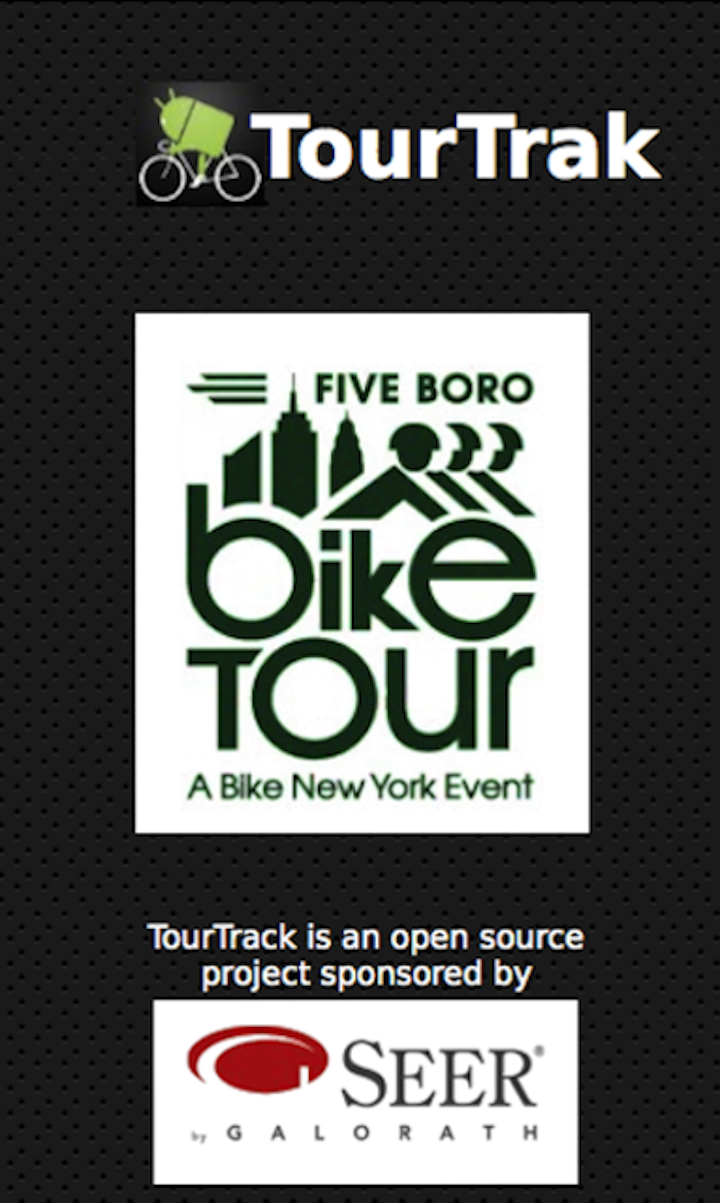 TourTrak
FIVE BORO
bike
Tour
A Bike New York Event
TourTrack is an open source
project sponsored by
SEER®
by GALORATH